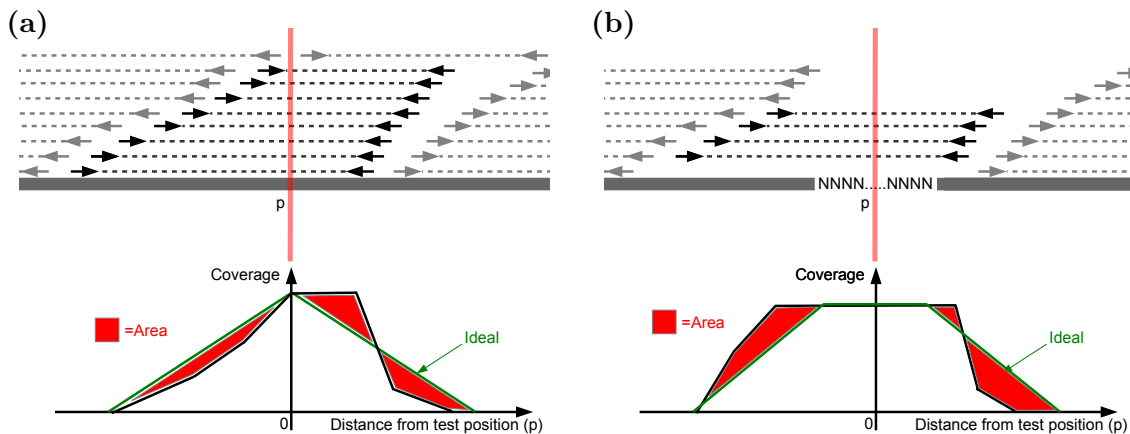 (a)
(b)
NNNN.....NNNN
p
p
Coverage
=Area
Ideal
0
Distance from test position (p)
Coverage
=Area
Ideal
0
Distance from test position (p)